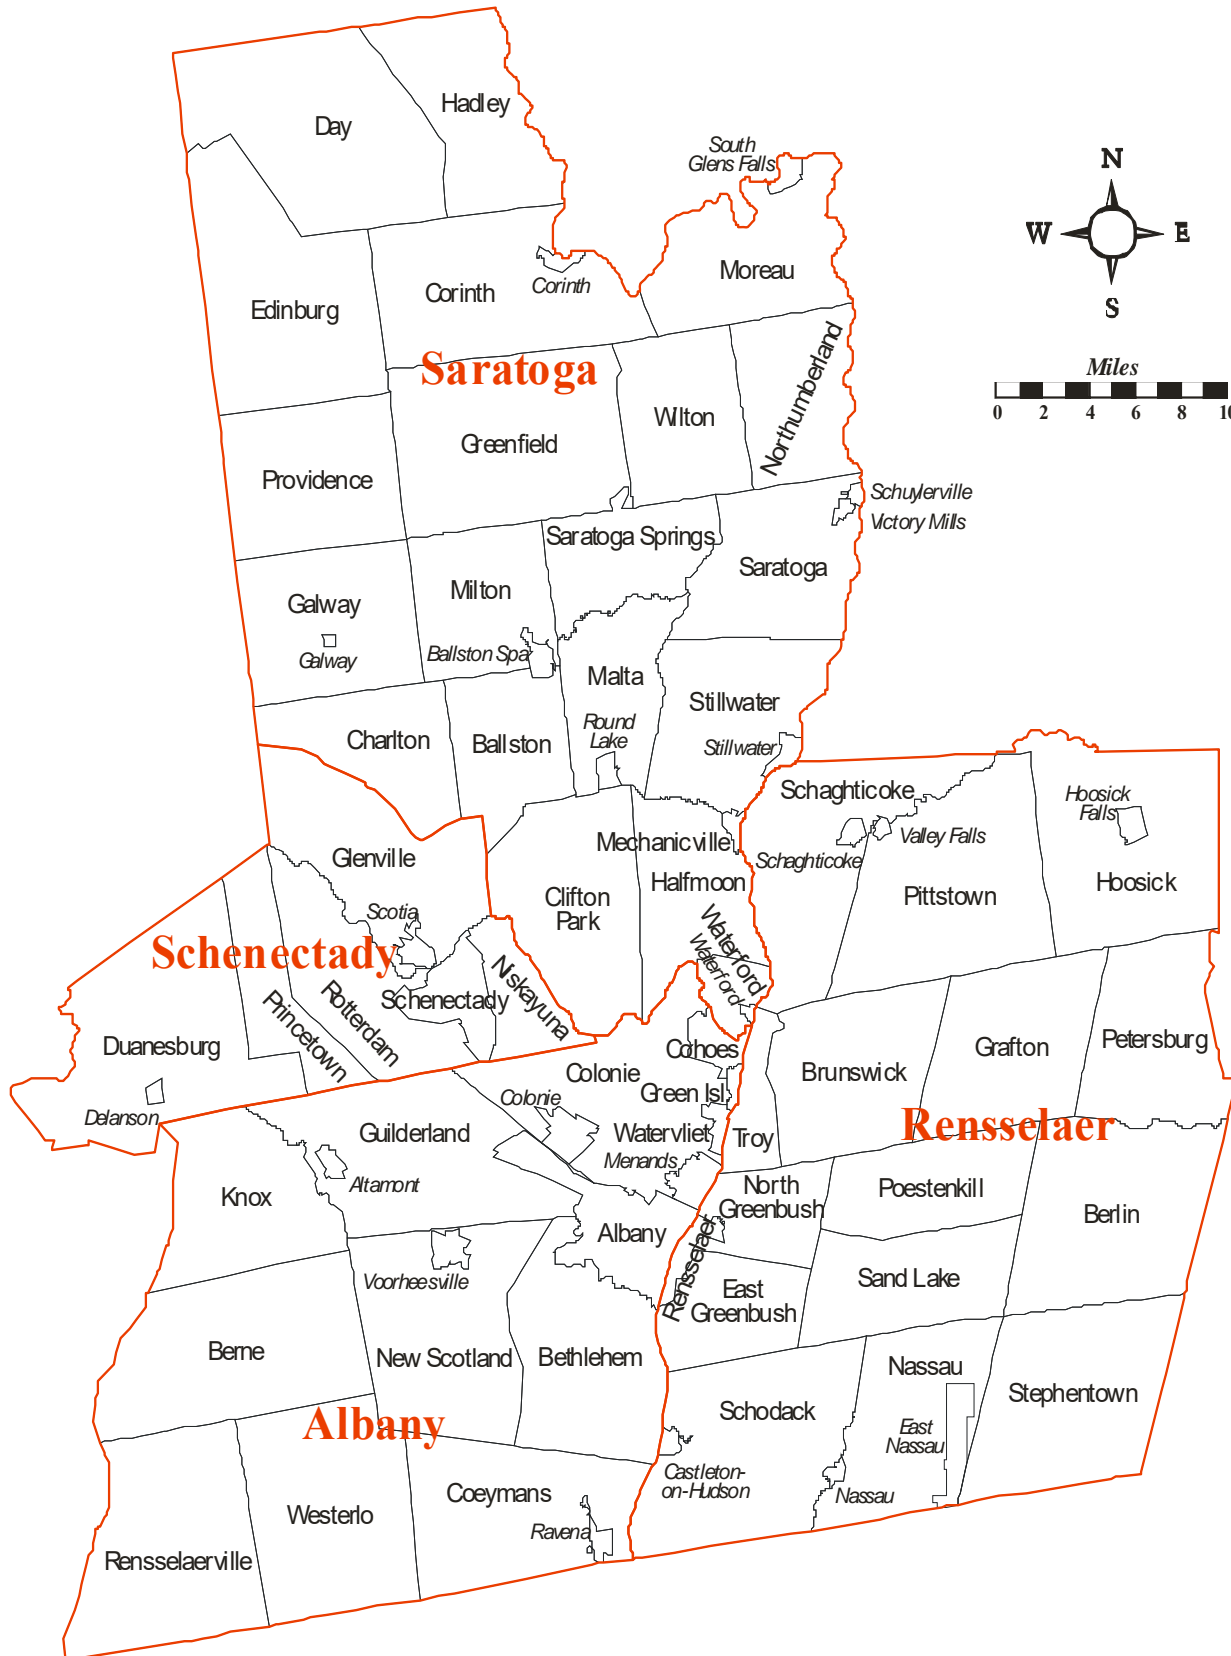 Hadley
Day
South
Glens Falls
N
W
E
S
Moreau
Corinth
Corinth
Edinburg
Saratoga
Northumberland
Miles
0 2 4 6 8 10
Wilton
Greenfield
Providence
Schuylerville
Victory Mills
Saratoga Springs
Saratoga
Milton
Galway
Galway
Ballston Spa
Malta
Stillwater
Round
Lake
Stillwater
Charlton
Ballston
Schaghticoke
Hoosick
Falls
Valley Falls
Schaghticoke
Mechanicville
Halfmoon
Glenville
Clifton
Park
Pittstown
Hoosick
Scotia
Schenectady
Waterford
Waterford
Niskayuna
Schenectady
Rotterdam
Princetown
Duanesburg
Delanson
Cohoes
Colonie
Green Isl.
Colonie
Watervliet
Menands
Troy
Brunswick
Grafton
Petersburg
Rensselaer
Guilderland
Altamont
Knox
Albany
North
Greenbush
Poestenkill
Berlin
Rensselaer
Voorheesville
East
Greenbush
Sand Lake
Berne
New Scotland
Bethlehem
Nassau
Stephentown
Albany
Schodack
East
Nassau
Castleton-
on-Hudson
Nassau
Coeymans
Westerlo
Ravena
Rensselaerville